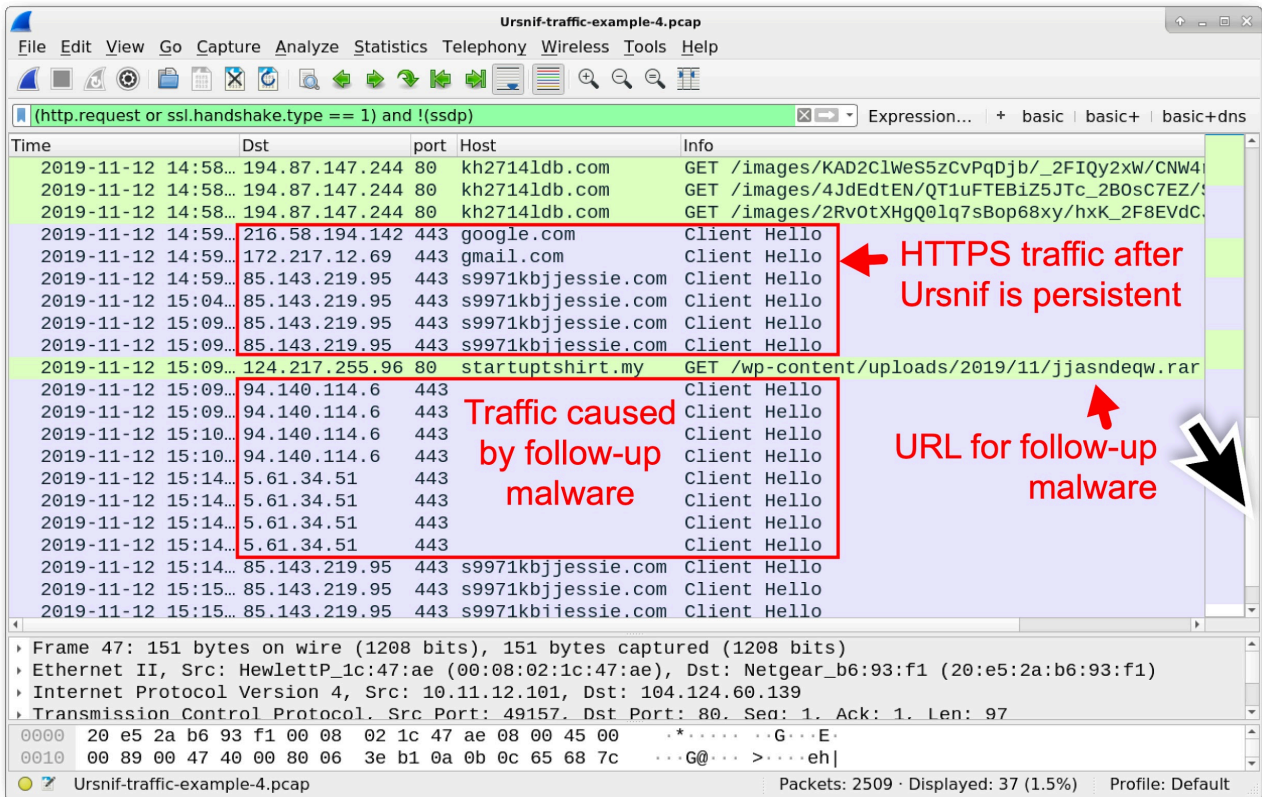 Ursnif-traffic-example-4.pcap
File Edit View Go Capture Analyze Statistics Telephony Wireless Tools Help
(http.request or ssl.handshake.type == 1) and !(ssdp) Expression... + basic basic+ basic+dns
Time Dst port Host Info
2019-11-12 14:58… 194.87.147.244 80 kh2714ldb.com GET /images/KAD2ClWeS5zCvPqDjb/_2FIQy2xW/CNW4
2019-11-12 14:58… 194.87.147.244 80 kh2714ldb.com GET /images/4JdEdtEN/QT1uFTEBiZ5JTc_2BOsC7EZ/
2019-11-12 14:58… 194.87.147.244 80 kh2714ldb.com GET /images/2RvOtXHgQ0lq7sBop68xy/hxK_2F8EVdC
2019-11-12 14:59… 216.58.194.142 443 google.com Client Hello
2019-11-12 14:59… 172.217.12.69 443 gmail.com Client Hello
2019-11-12 14:59… 85.143.219.95 443 s9971kbjjessie.com Client Hello
2019-11-12 15:04… 85.143.219.95 443 s9971kbjjessie.com Client Hello
2019-11-12 15:09… 85.143.219.95 443 s9971kbjjessie.com Client Hello
2019-11-12 15:09… 85.143.219.95 443 s9971kbjjessie.com Client Hello
HTTPS traffic after
Ursnif is persistent
2019-11-12 15:09… 124.217.255.96 80 startuptshirt.my GET /wp-content/uploads/2019/11/jjasndeqw.rar
2019-11-12 15:09… 94.140.114.6 443 Client Hello
2019-11-12 15:09… 94.140.114.6 443 Client Hello
2019-11-12 15:10… 94.140.114.6 443 Client Hello
2019-11-12 15:10… 94.140.114.6 443 Client Hello
2019-11-12 15:14… 5.61.34.51 443 Client Hello
2019-11-12 15:14… 5.61.34.51 443 Client Hello
2019-11-12 15:14… 5.61.34.51 443 Client Hello
2019-11-12 15:14… 5.61.34.51 443 Client Hello
Traffic caused
by follow-up
malware
URL for follow-up
malware
2019-11-12 15:14… 85.143.219.95 443 s9971kbjjessie.com Client Hello
2019-11-12 15:15… 85.143.219.95 443 s9971kbjjessie.com Client Hello
2019-11-12 15:15… 85.143.219.95 443 s9971kbjjessie.com Client Hello
Frame 47: 151 bytes on wire (1208 bits), 151 bytes captured (1208 bits)
Ethernet II, Src: HewlettP_1c:47:ae (00:08:02:1c:47:ae), Dst: Netgear_b6:93:f1 (20:e5:2a:b6:93:f1)
Internet Protocol Version 4, Src: 10.11.12.101, Dst: 104.124.60.139
Transmission Control Protocol, Src Port: 49157, Dst Port: 80, Seq: 1, Ack: 1, Len: 97
0000 20 e5 2a b6 93 f1 00 08 02 1c 47 ae 08 00 45 00 ·*····· ··G···E·
0010 00 89 00 47 40 00 80 06 3e b1 0a 0b 0c 65 68 7c ···G@··· >····eh|
Ursnif-traffic-example-4.pcap Packets: 2509 · Displayed: 37 (1.5%) Profile: Default